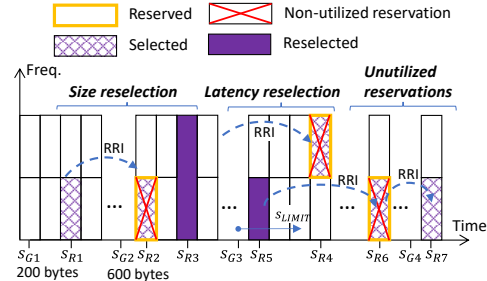 Reserved
Non-utilized reservation
Selected
Reselected
Freq.
Size reselection
Latency reselection
Unutilized reservations
RRI
RRI
RRI
RRI
... ... ... ...
S_LIMIT
Time
S_G1 S_R1 S_G2 S_R2 S_R3 S_G3 S_R5 S_R4 S_R6 S_G4 S_R7
200 bytes 600 bytes